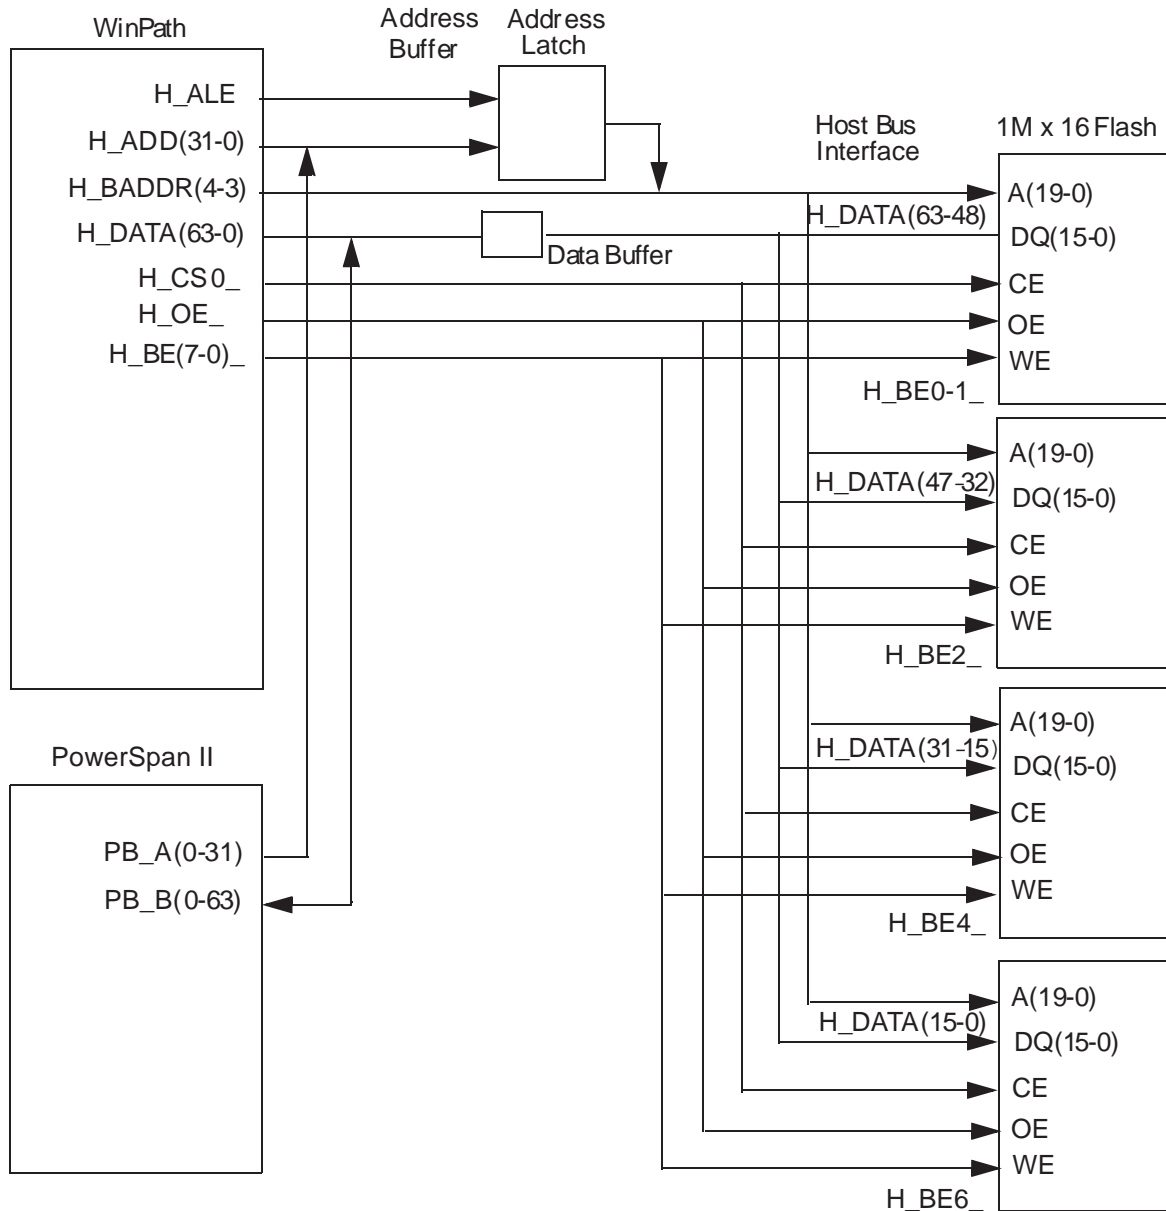 WinPath
Address
Buffer
Address
Latch
H_ALE
H_ADD(31-0)
H_BADDR(4-3)
H_DATA(63-0)
H_CS0_
H_OE_
H_BE(7-0)_
Data Buffer
Host Bus
Interface
1M x 16 Flash
H_DATA(63-48)
A(19-0)
DQ(15-0)
CE
OE
WE
H_BE0-1_
A(19-0)
H_DATA(47-32)
DQ(15-0)
CE
OE
WE
H_BE2_
A(19-0)
H_DATA(31-15)
DQ(15-0)
CE
OE
WE
H_BE4_
A(19-0)
H_DATA(15-0)
DQ(15-0)
CE
OE
WE
H_BE6_
PowerSpan II
PB_A(0-31)
PB_B(0-63)